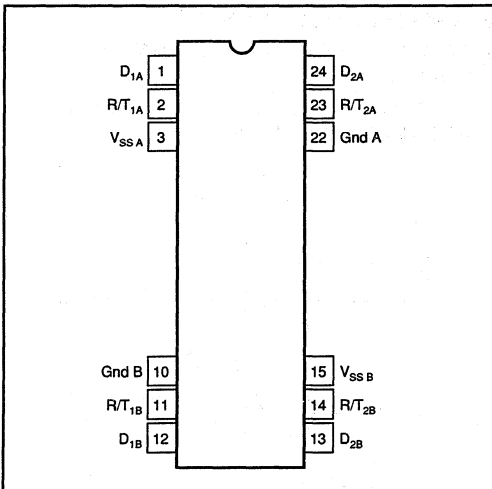 D1A 1 24 D2A
R/T1A 2 23 R/T2A
VSS A 3 22 Gnd A
Gnd B 10 15 VSS B
R/T1B 11 14 R/T2B
D1B 12 13 D2B